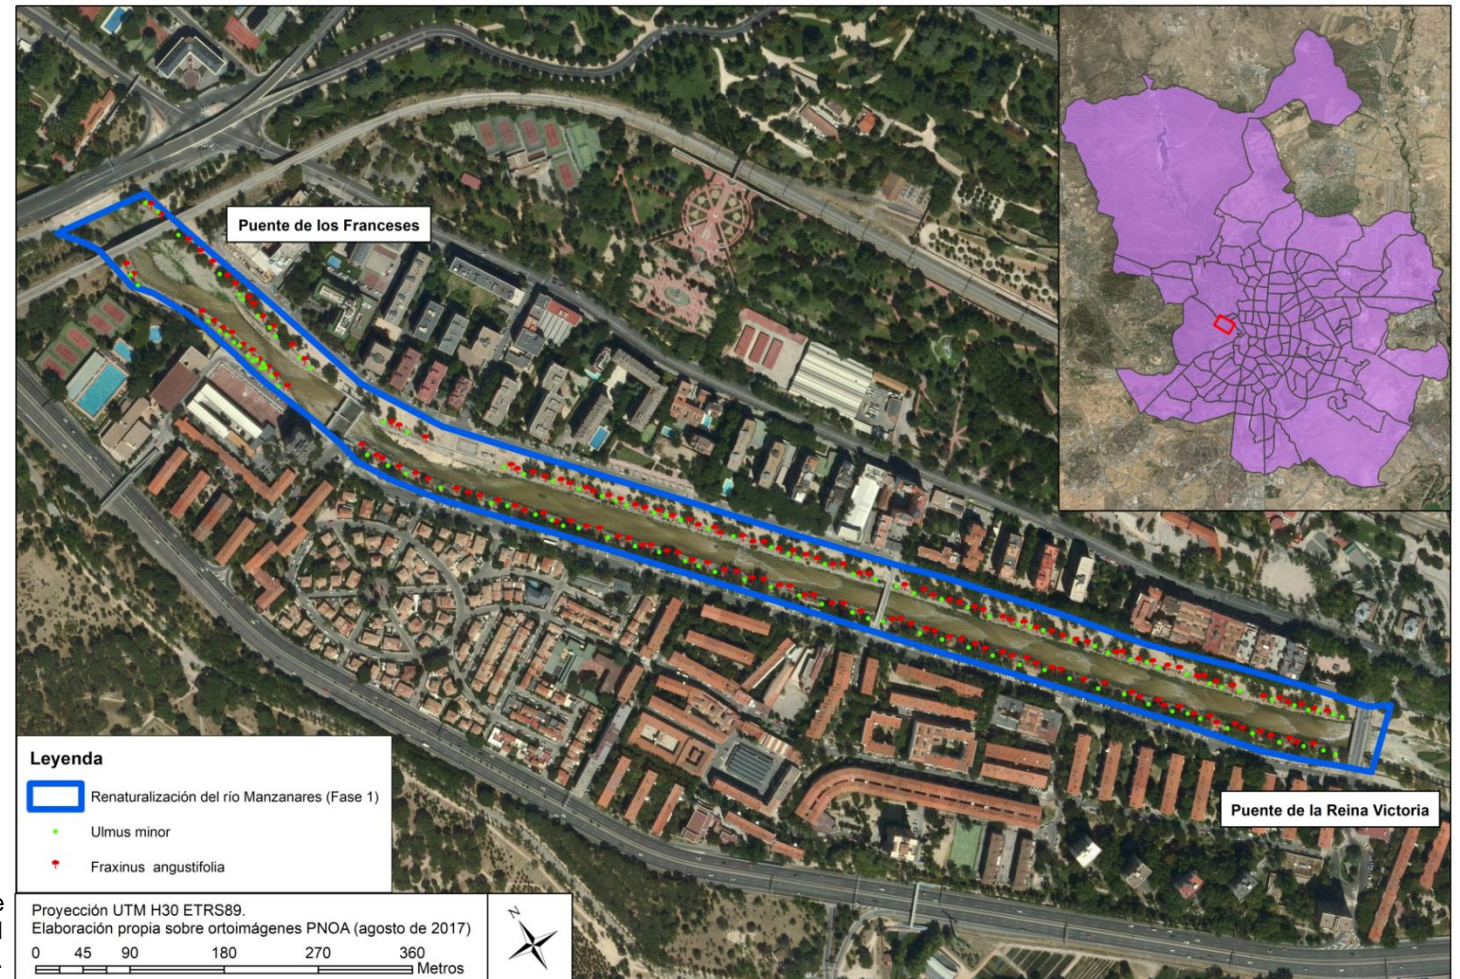 Puente de los Franceses
Puente de la Reina Victoria
Leyenda
Renaturalización del río Manzanares (Fase 1)
Ulmus minor
Fraxinus angustifolia
Proyección UTM H30 ETRS89.
Elaboración propia sobre ortoimágenes PNOA (agosto de 2017)
0 45 90 180 270 360
Metros
N